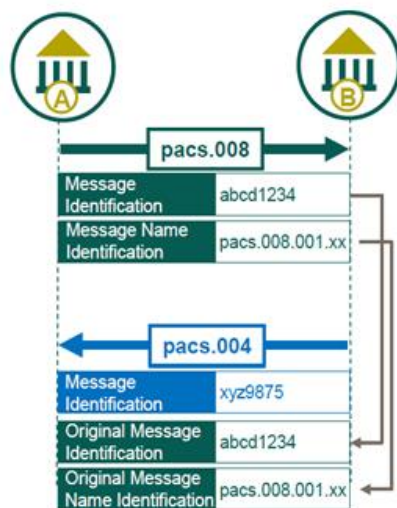 A
B
pacs.008
Message
Identification
abcd1234
Message Name
Identification
pacs.008.001.xx
pacs.004
Message
Identification
xyz9875
Original Message
Identification
abcd1234
Original Message
Name Identification
pacs.008.001.xx